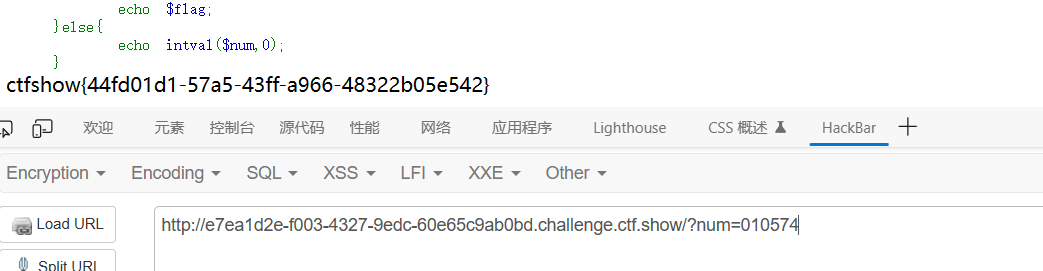 echo $flag;
}else{
echo intval($num,0);
}
ctfshow{44fd01d1-57a5-43ff-a966-48322b05e542}
欢迎 元素 控制台 源代码 性能 网络 应用程序 Lighthouse CSS 概述 HackBar
Encryption Encoding SQL XSS LFI XXE Other
Load URL http://e7ea1d2e-f003-4327-9edc-60e65c9ab0bd.challenge.ctf.show/?num=010574
Split URL